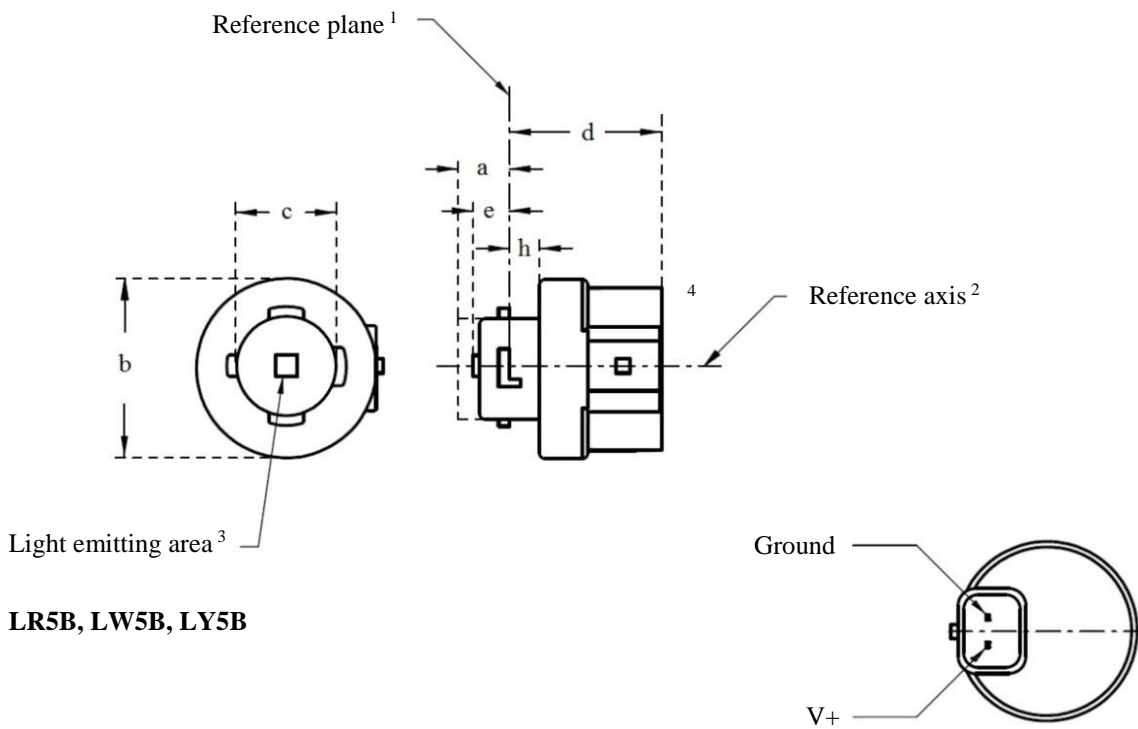 Reference plane 1
d
a
c
e
h
4
Reference axis 2
b
Light emitting area 3
Ground
LR5B, LW5B, LY5B
V+